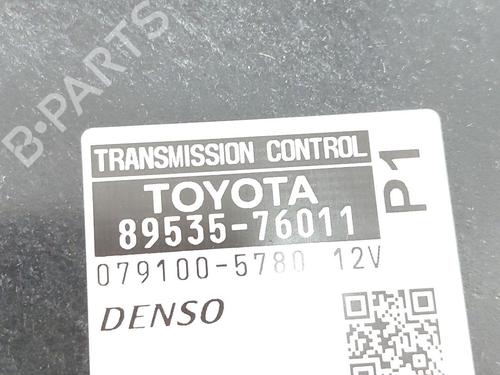 B-PARTS
TRANSMISSION CONTROL
TOYOTA
89535-76011
P1
079100-5780 12V
DENSO